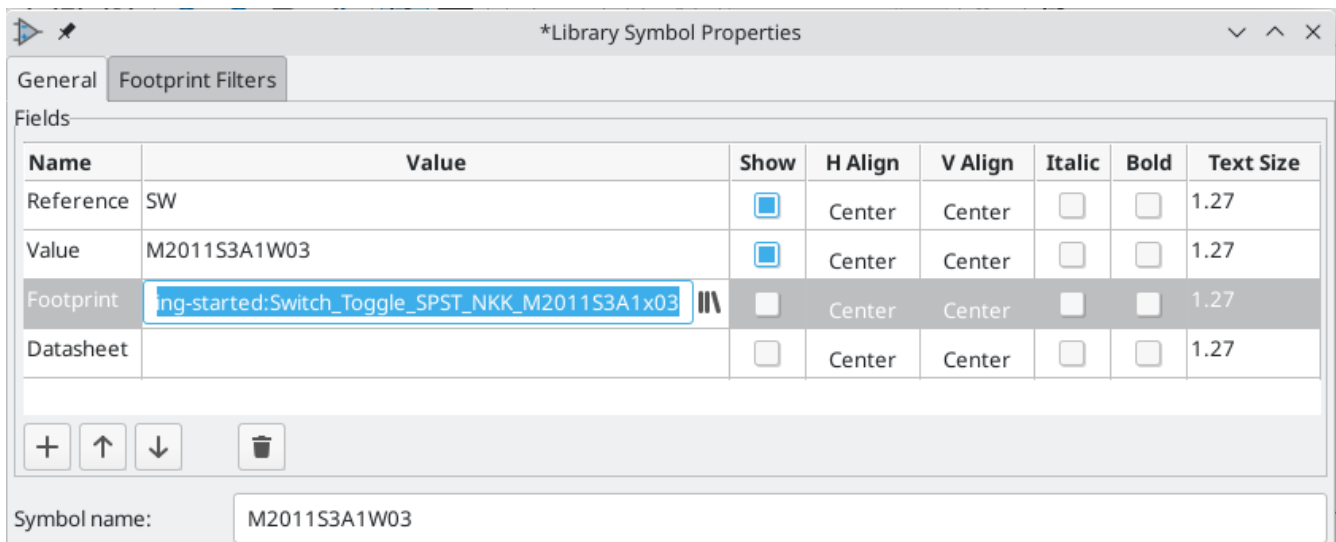 *Library Symbol Properties
General Footprint Filters
Fields
Name Value Show H Align V Align Italic Bold Text Size
Reference SW Center Center 1.27
Value M2011S3A1W03 Center Center 1.27
Footprint ing-started:Switch_Toggle_SPST_NKK_M2011S3A1x03 Center Center 1.27
Datasheet Center Center 1.27
Symbol name: M2011S3A1W03